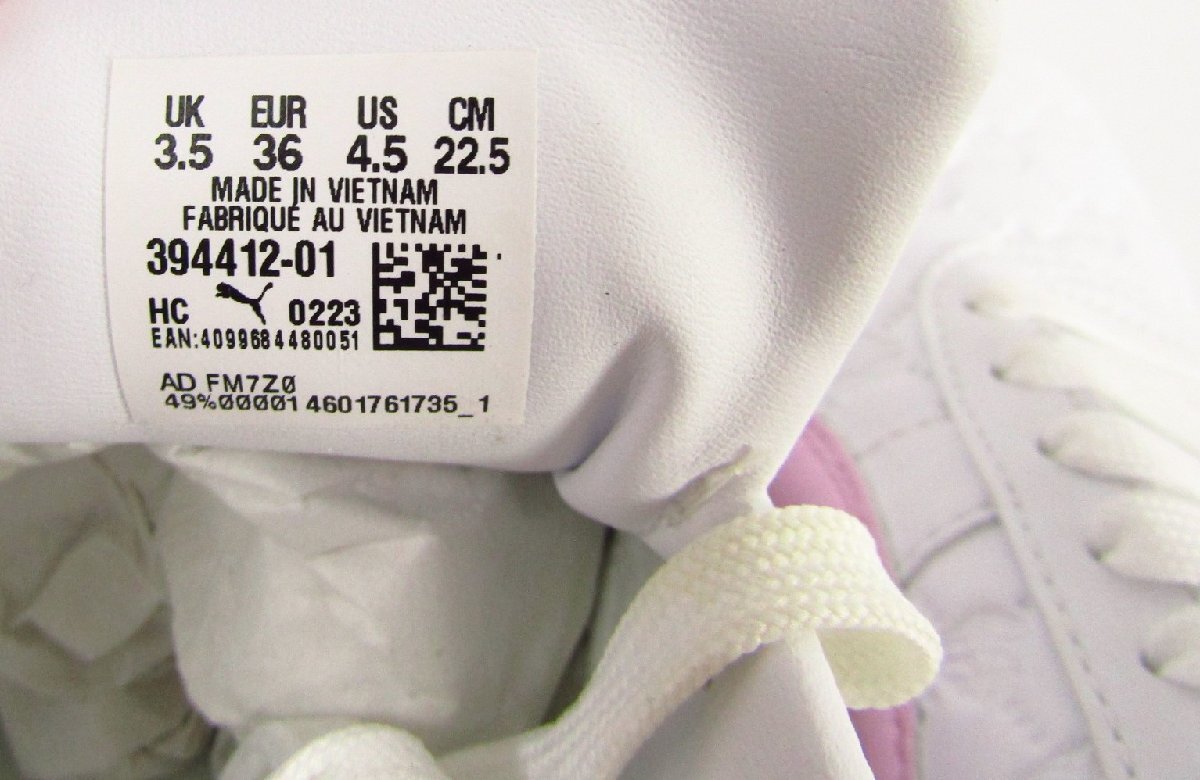 UK EUR US CM
3.5 36 4.5 22.5
MADE IN VIETNAM
FABRIQUE AU VIETNAM
394412-01
HC 0223
EAN:4099684480051
AD FM7Z0
49%00001 4601761735_1